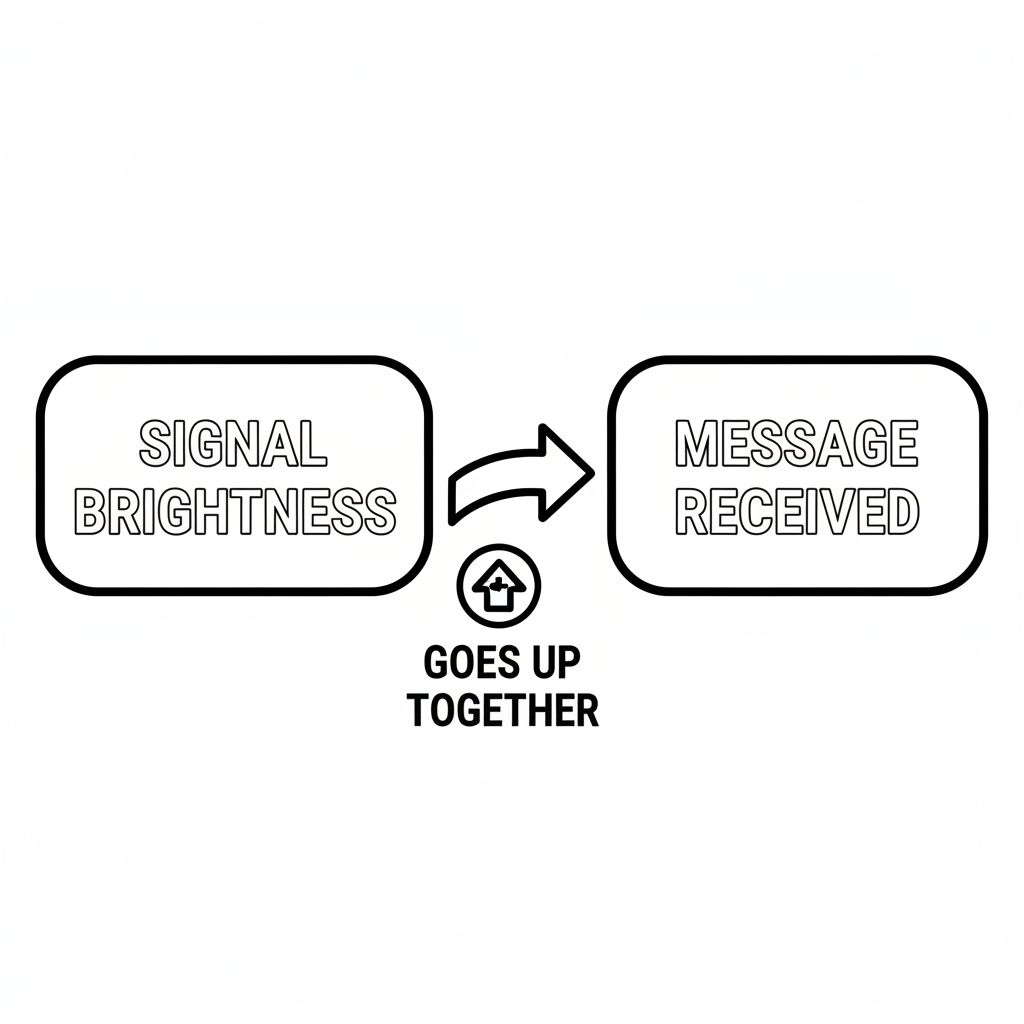 SIGNAL
BRIGHTNESS
MESSAGE
RECEIVED
GOES UP
TOGETHER